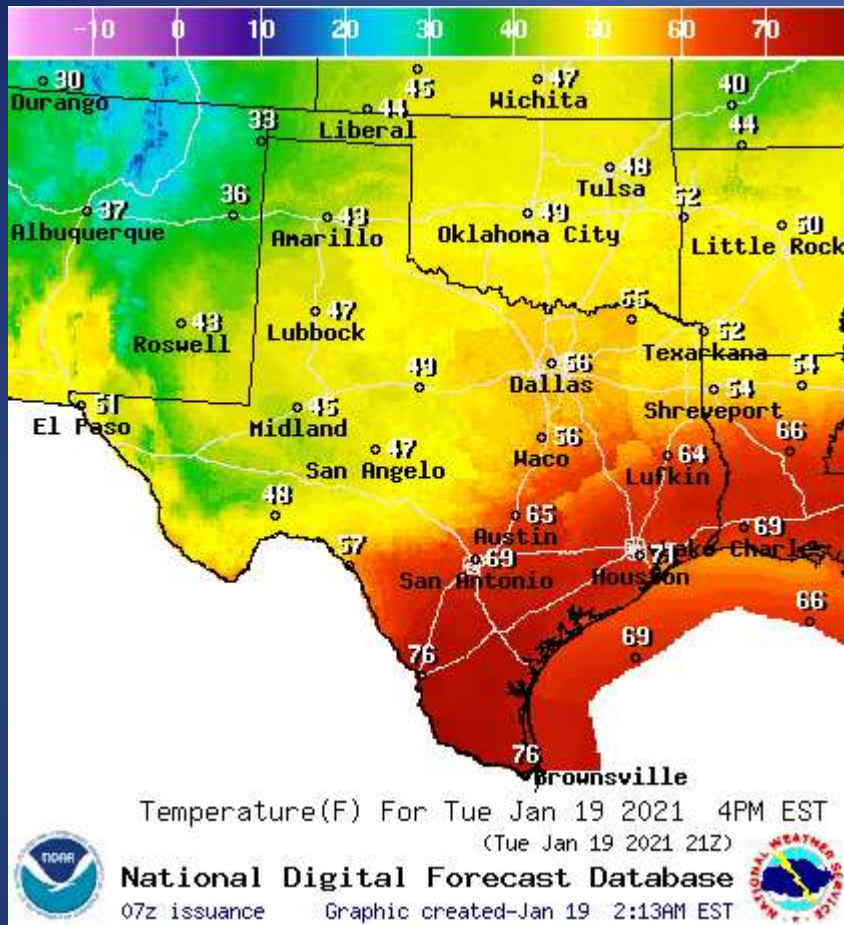 -10 0 10 20 30 40 50 60 70
30
Durango
45
47
Wichita
40
44
Liberal
33
44
48
Tulsa
37
Albuquerque
36
43
Amarillo
49
Oklahoma City
52
50
Little Rock
43
Roswell
47
Lubbock
55
52
Texarkana
56
Dallas
49
54
Shreveport
54
51
El Paso
45
Midland
47
San Angelo
56
Waco
64
Lufkin
66
48
65
Austin
69
Lake Charles
57
69
San Antonio
71
Houston
66
69
76
76
Brownsville
Temperature(F) For Tue Jan 19 2021 4PM EST
(Tue Jan 19 2021 21Z)
NOAA
National Digital Forecast Database
07z issuance Graphic created-Jan 19 2:13AM EST
NATIONAL WEATHER SERVICE